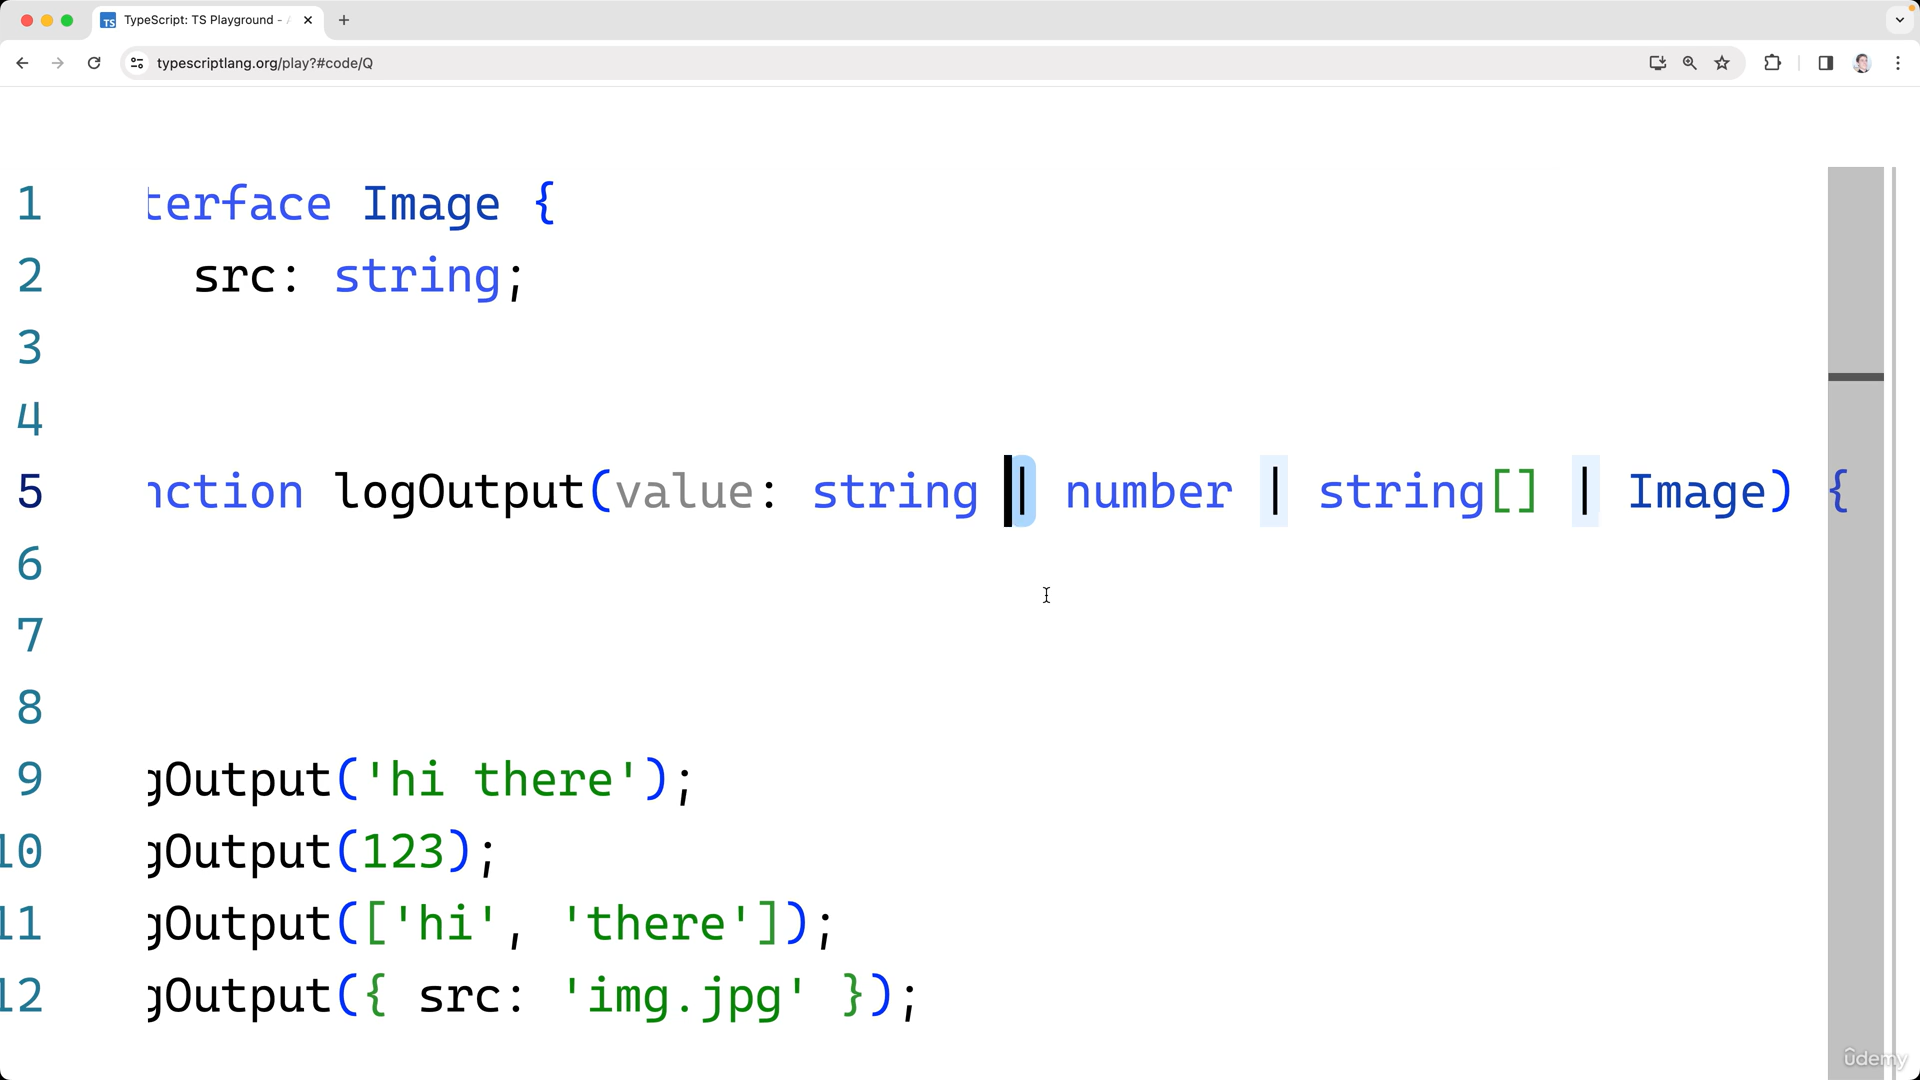 TypeScript: TS Playground - A
typescriptlang.org/play?#code/Q
1 terface Image {
2 src: string;
3
4
5 nction logOutput(value: string | number | string[] | Image) {
6
7
8
9 gOutput('hi there');
10 gOutput(123);
11 gOutput(['hi', 'there']);
12 gOutput({ src: 'img.jpg' });
udemy